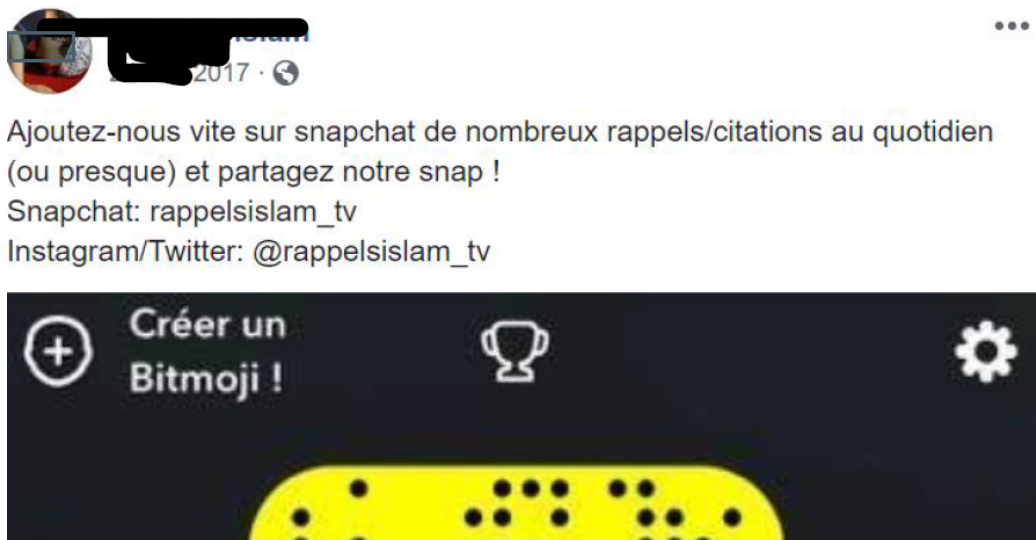 2017
Ajoutez-nous vite sur snapchat de nombreux rappels/citations au quotidien
(ou presque) et partagez notre snap !
Snapchat: rappelsislam_tv
Instagram/Twitter: @rappelsislam_tv
Créer un
Bitmoji !